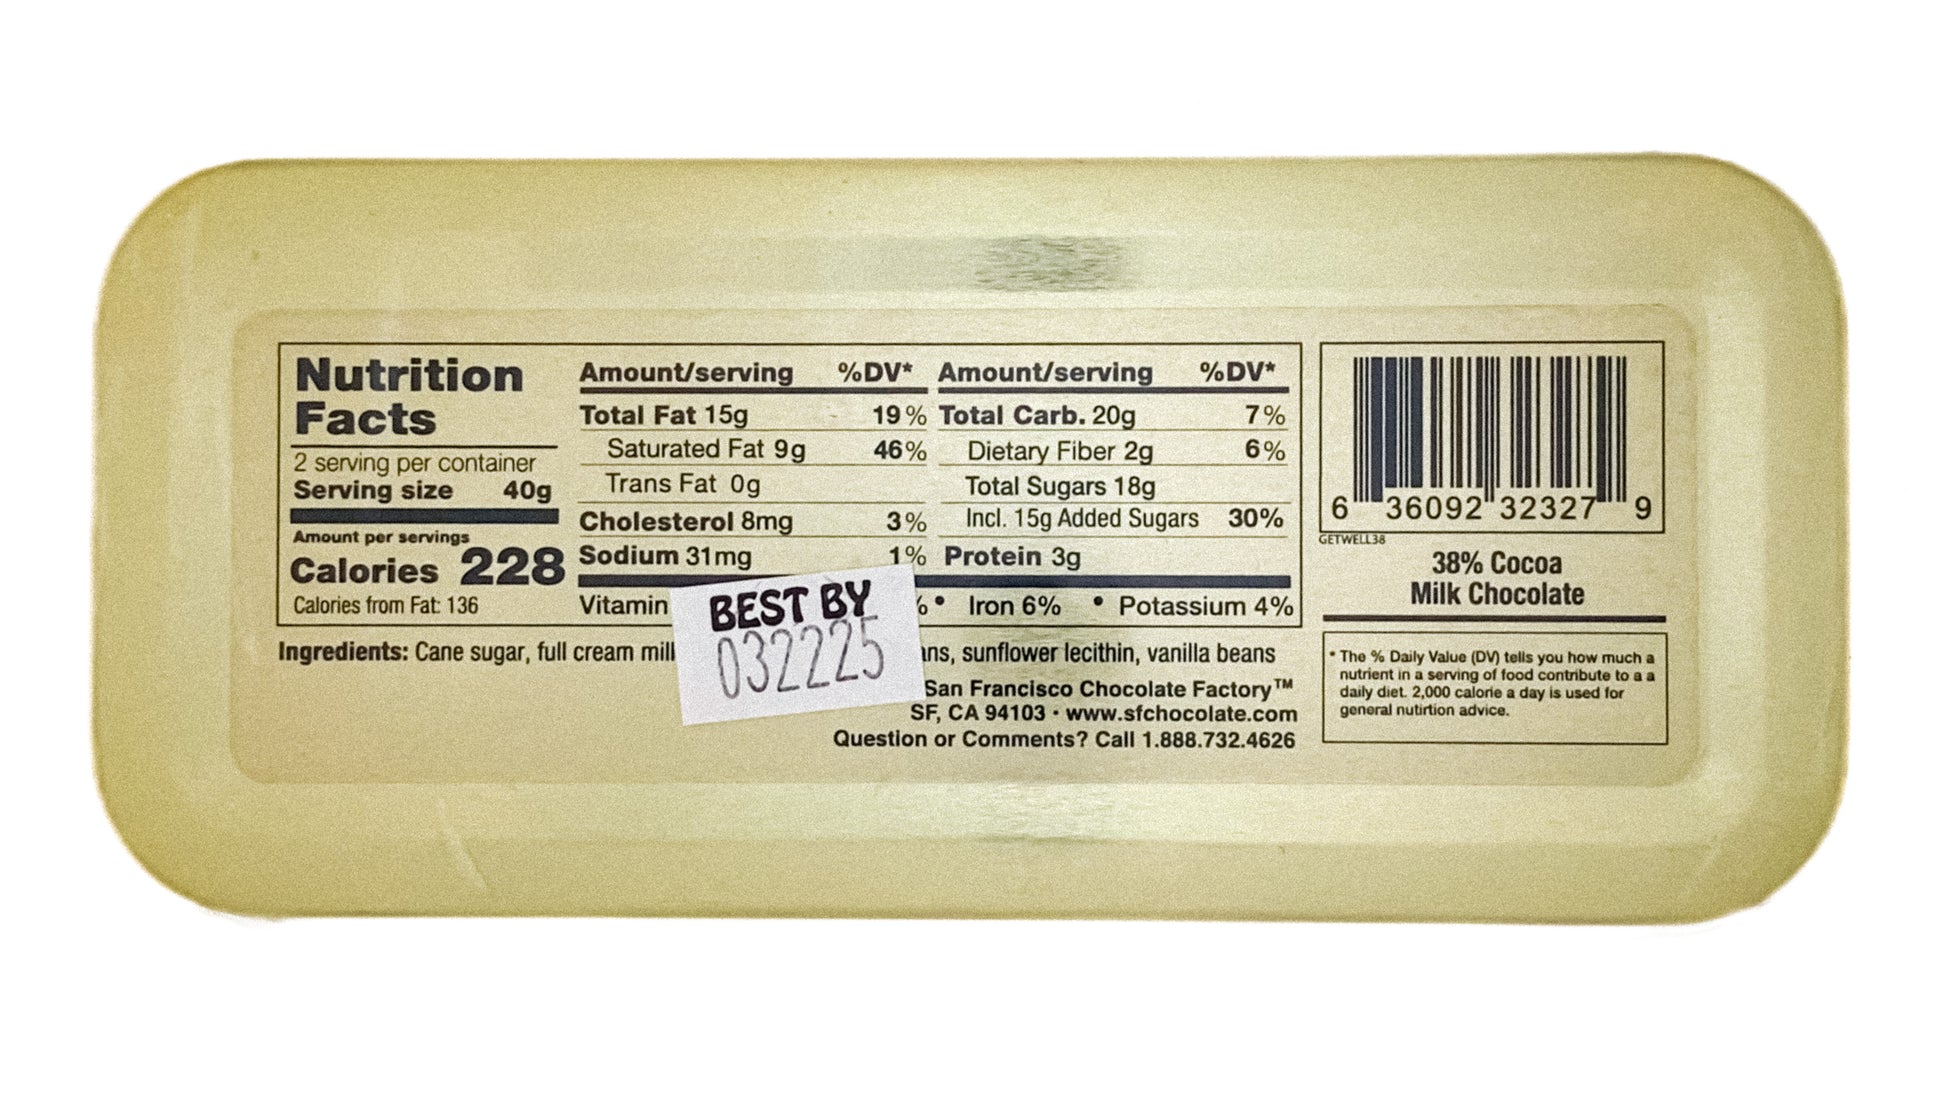 Nutrition
Facts
2 serving per container
Serving size 40g
Amount per servings
Calories 228
Calories from Fat: 136
Amount/serving %DV*
Total Fat 15g 19%
Saturated Fat 9g 46%
Trans Fat 0g
Cholesterol 8mg 3%
Sodium 31mg 1%
Amount/serving %DV*
Total Carb. 20g 7%
Dietary Fiber 2g 6%
Total Sugars 18g
Incl. 15g Added Sugars 30%
Protein 3g
Vitamin % • Iron 6% • Potassium 4%
BEST BY
032225
Ingredients: Cane sugar, full cream sunflower lecithin, vanilla beans
San Francisco Chocolate Factory™
SF, CA 94103 • www.sfchocolate.com
Question or Comments? Call 1.888.732.4626
6 36092 32327 9
GETWELL38
38% Cocoa
Milk Chocolate
* The % Daily Value (DV) tells you how much a
nutrient in a serving of food contribute to a a
daily diet. 2,000 calorie a day is used for
general nutirtion advice.